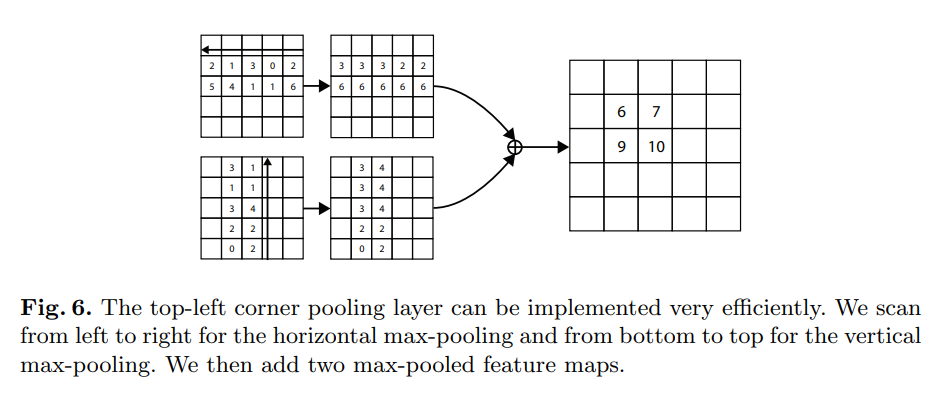 2 1 3 0 2
5 4 1 1 6
3 3 3 2 2
6 6 6 6 6
3 1
1 1
3 4
2 2
0 2
3 4
3 4
3 4
2 2
0 2
6 7
9 10
Fig. 6. The top-left corner pooling layer can be implemented very efficiently. We scan
from left to right for the horizontal max-pooling and from bottom to top for the vertical
max-pooling. We then add two max-pooled feature maps.